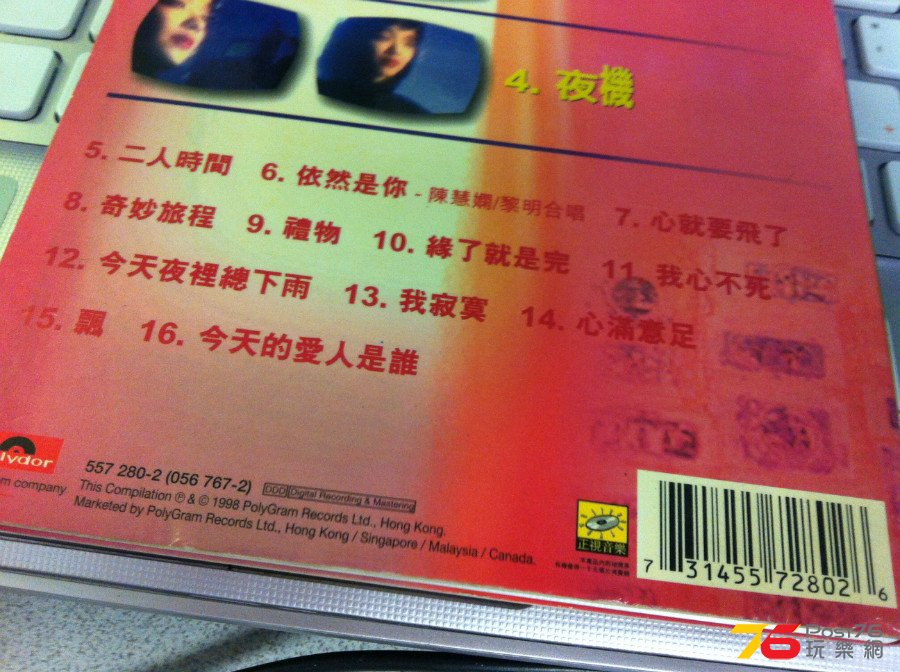 4. 夜機
5. 二人時間 6. 依然是你 - 陳慧嫻/黎明合唱 7. 心就要飛了
8. 奇妙旅程 9. 禮物 10. 緣了就是完 11. 我心不死
12. 今天夜裡總下雨 13. 我寂寞 14. 心滿意足
15. 飄 16. 今天的愛人是誰
lydor
m company
557 280-2 (056 767-2)
This Compilation ℗ & © 1998 PolyGram Records Ltd., Hong Kong.
DDD Digital Recording & Mastering
Marketed by PolyGram Records Ltd., Hong Kong / Singapore / Malaysia / Canada.
正視音樂
7 31455 72802 6
76 Post76
玩樂網